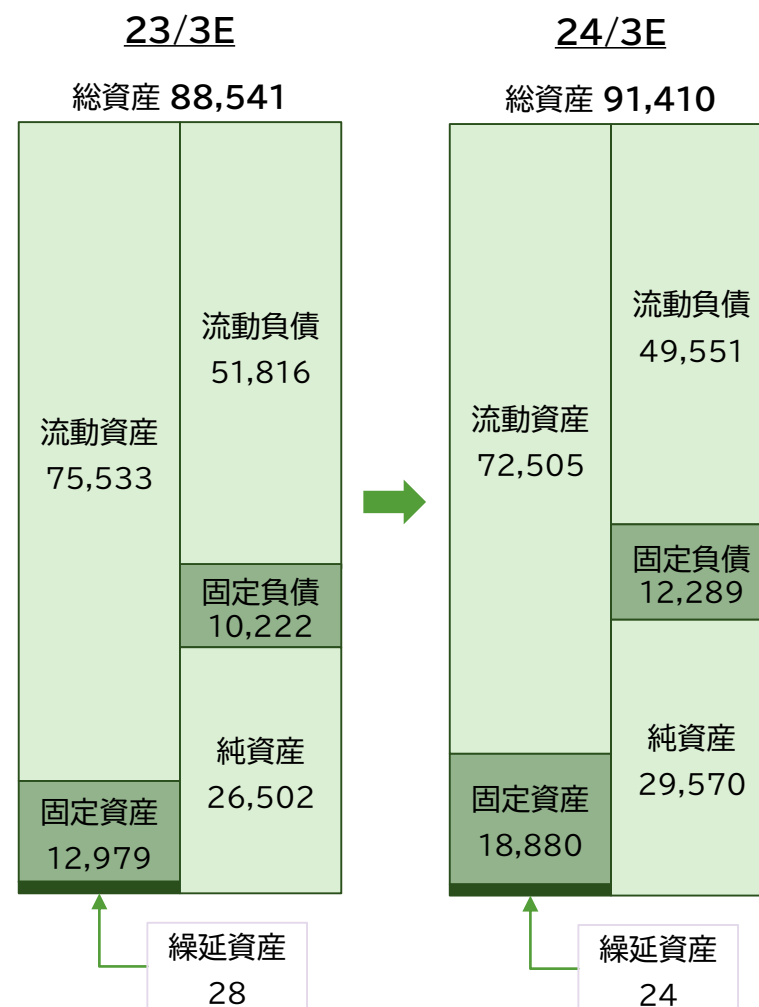 23/3E
総資産 88,541
流動資産
75,533
固定資産
12,979
流動負債
51,816
固定負債
10,222
純資産
26,502
繰延資産
28
24/3E
総資産 91,410
流動資産
72,505
固定資産
18,880
流動負債
49,551
固定負債
12,289
純資産
29,570
繰延資産
24